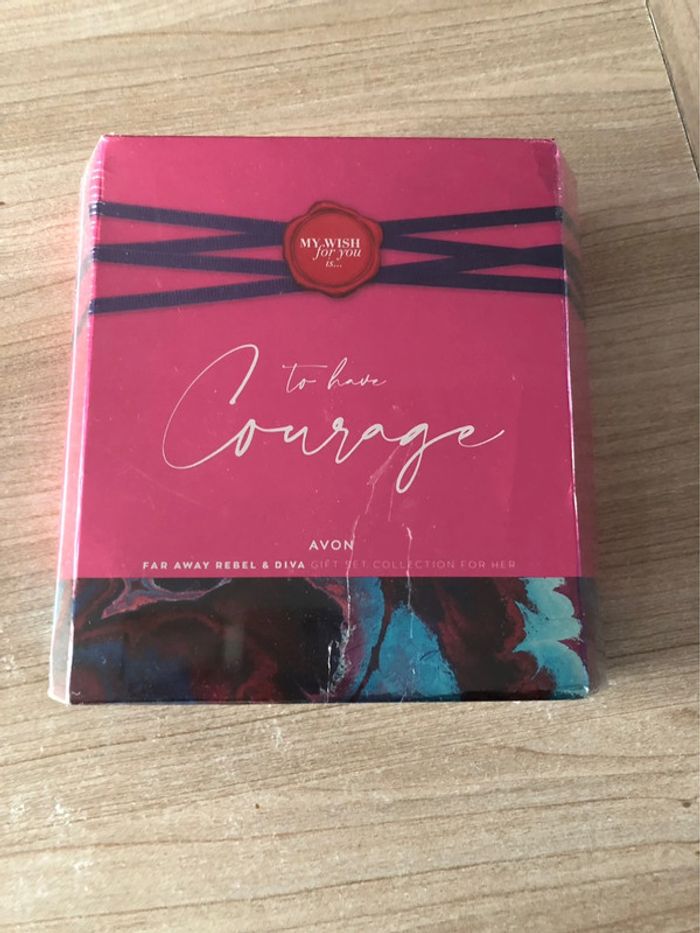 MY WISH
for you
is...
to have
Courage
AVON
FAR AWAY REBEL & DIVA GIFT SET COLLECTION FOR HER